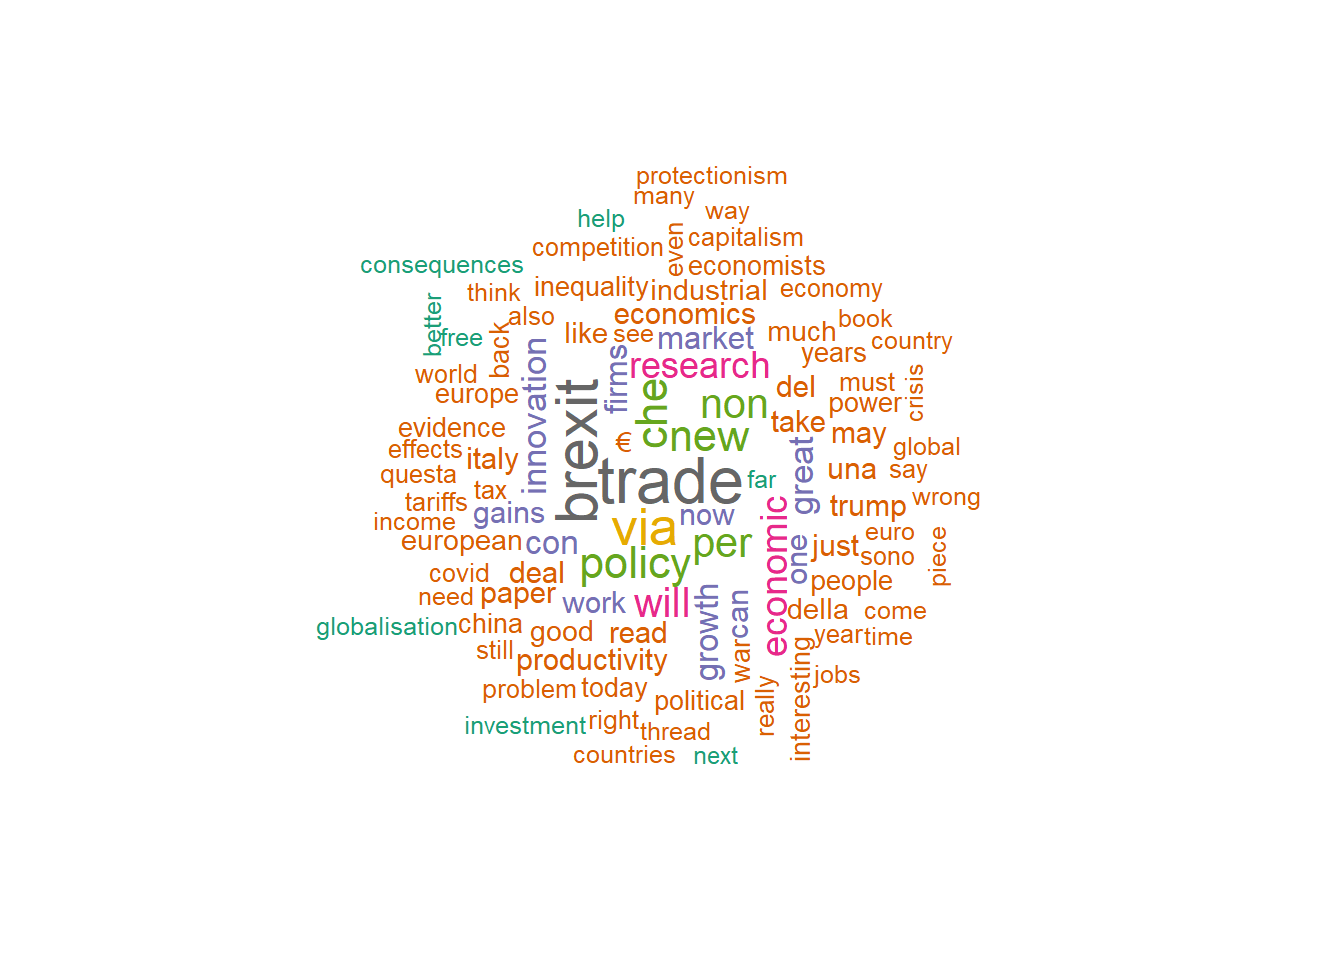 protectionism
many
way
help
even
capitalism
competition
consequences
economists
think
inequality
industrial
economy
better
also
economics
book
free
back
like
see
market
much
country
years
world
innovation
firms
research
europe
brexit
che
non
del
must
crisis
power
evidence
new
take
may
effects
€
global
italy
questa
trade
far
great
una
say
tax
tariffs
trump
wrong
gains
income
via
now
economic
european
con
per
just
euro
policy
one
sono
piece
covid
deal
people
need
paper
work
will
growth
can
della
come
globalisation
china
good
read
war
year
time
still
productivity
interesting
jobs
problem
today
political
really
investment
right
thread
countries
next